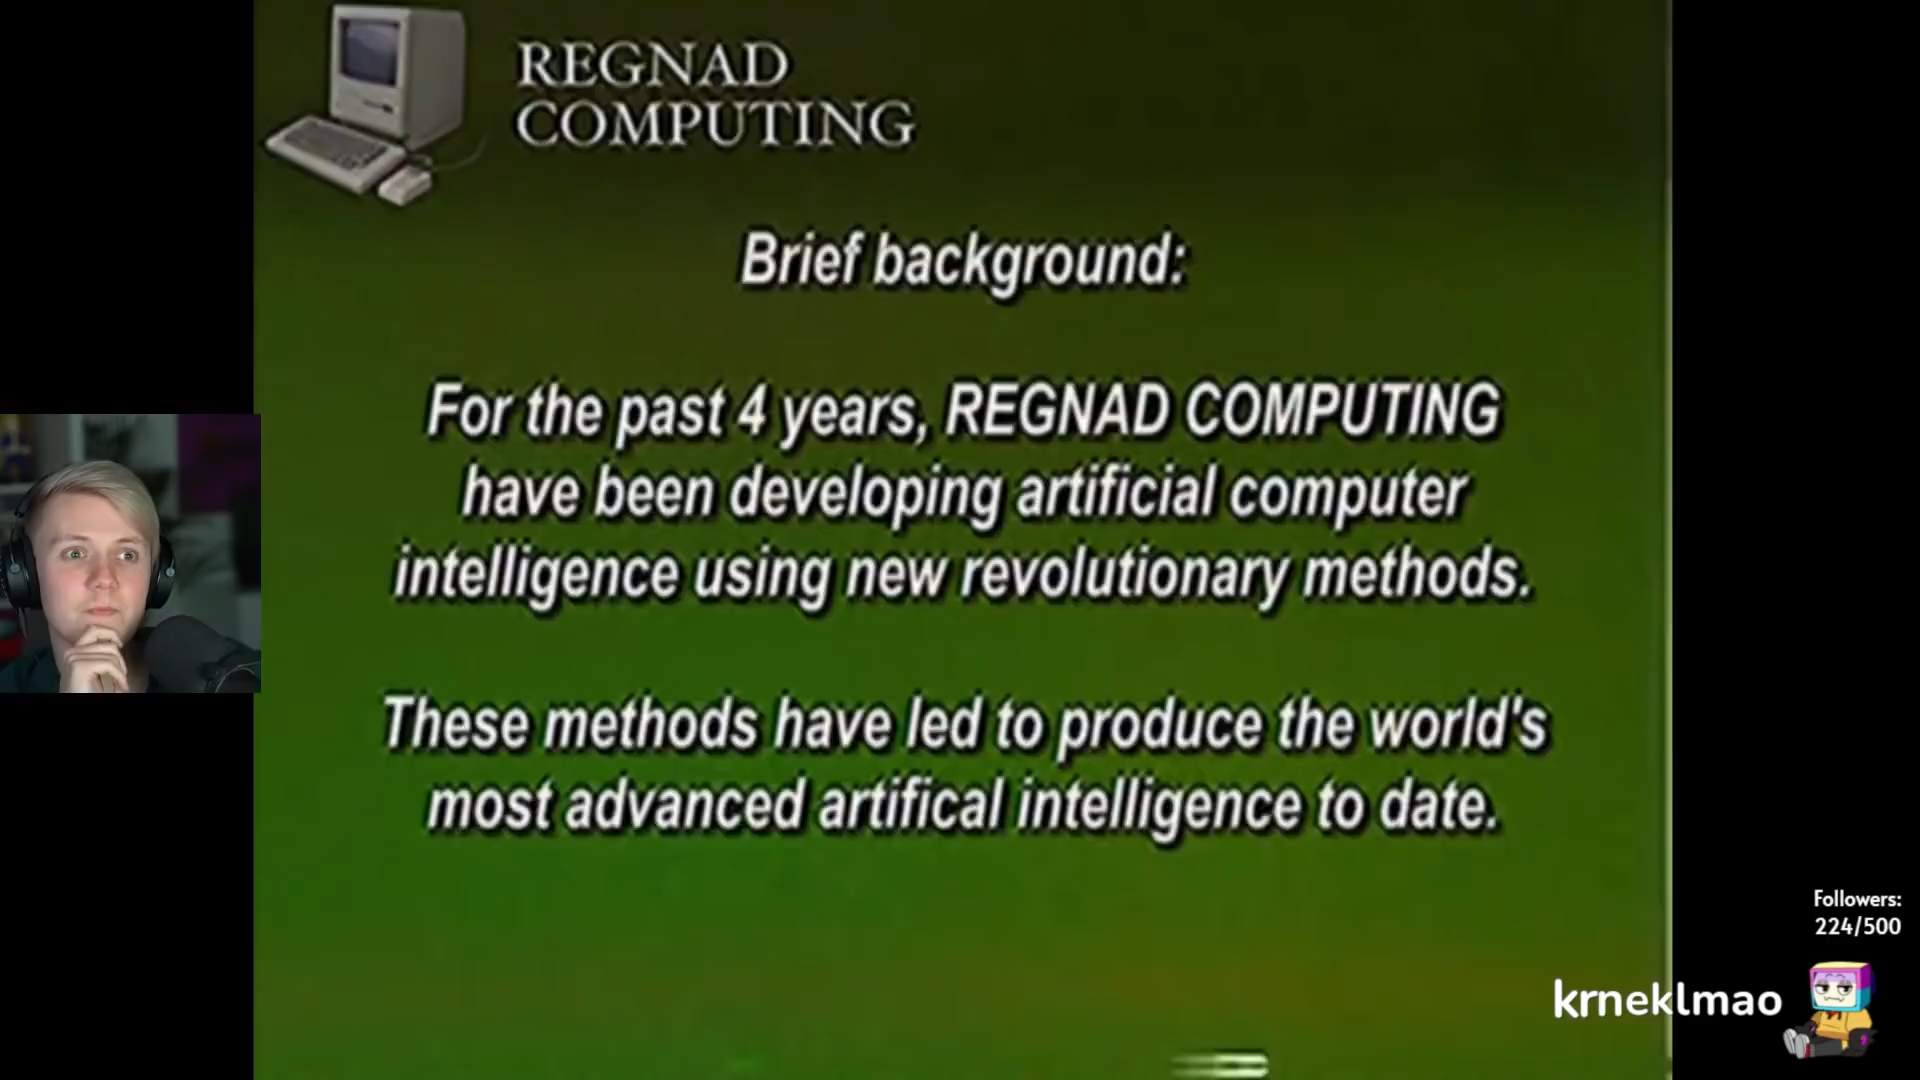 REGNAD
COMPUTING
Brief background:
For the past 4 years, REGNAD COMPUTING
have been developing artificial computer
intelligence using new revolutionary methods.
These methods have led to produce the world's
most advanced artifical intelligence to date.
Followers:
224/500
krneklmao